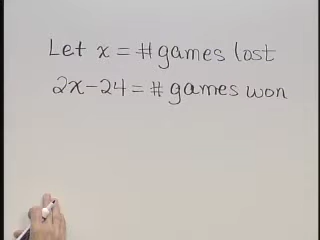 Let x = # games lost
2x-24 = # games won